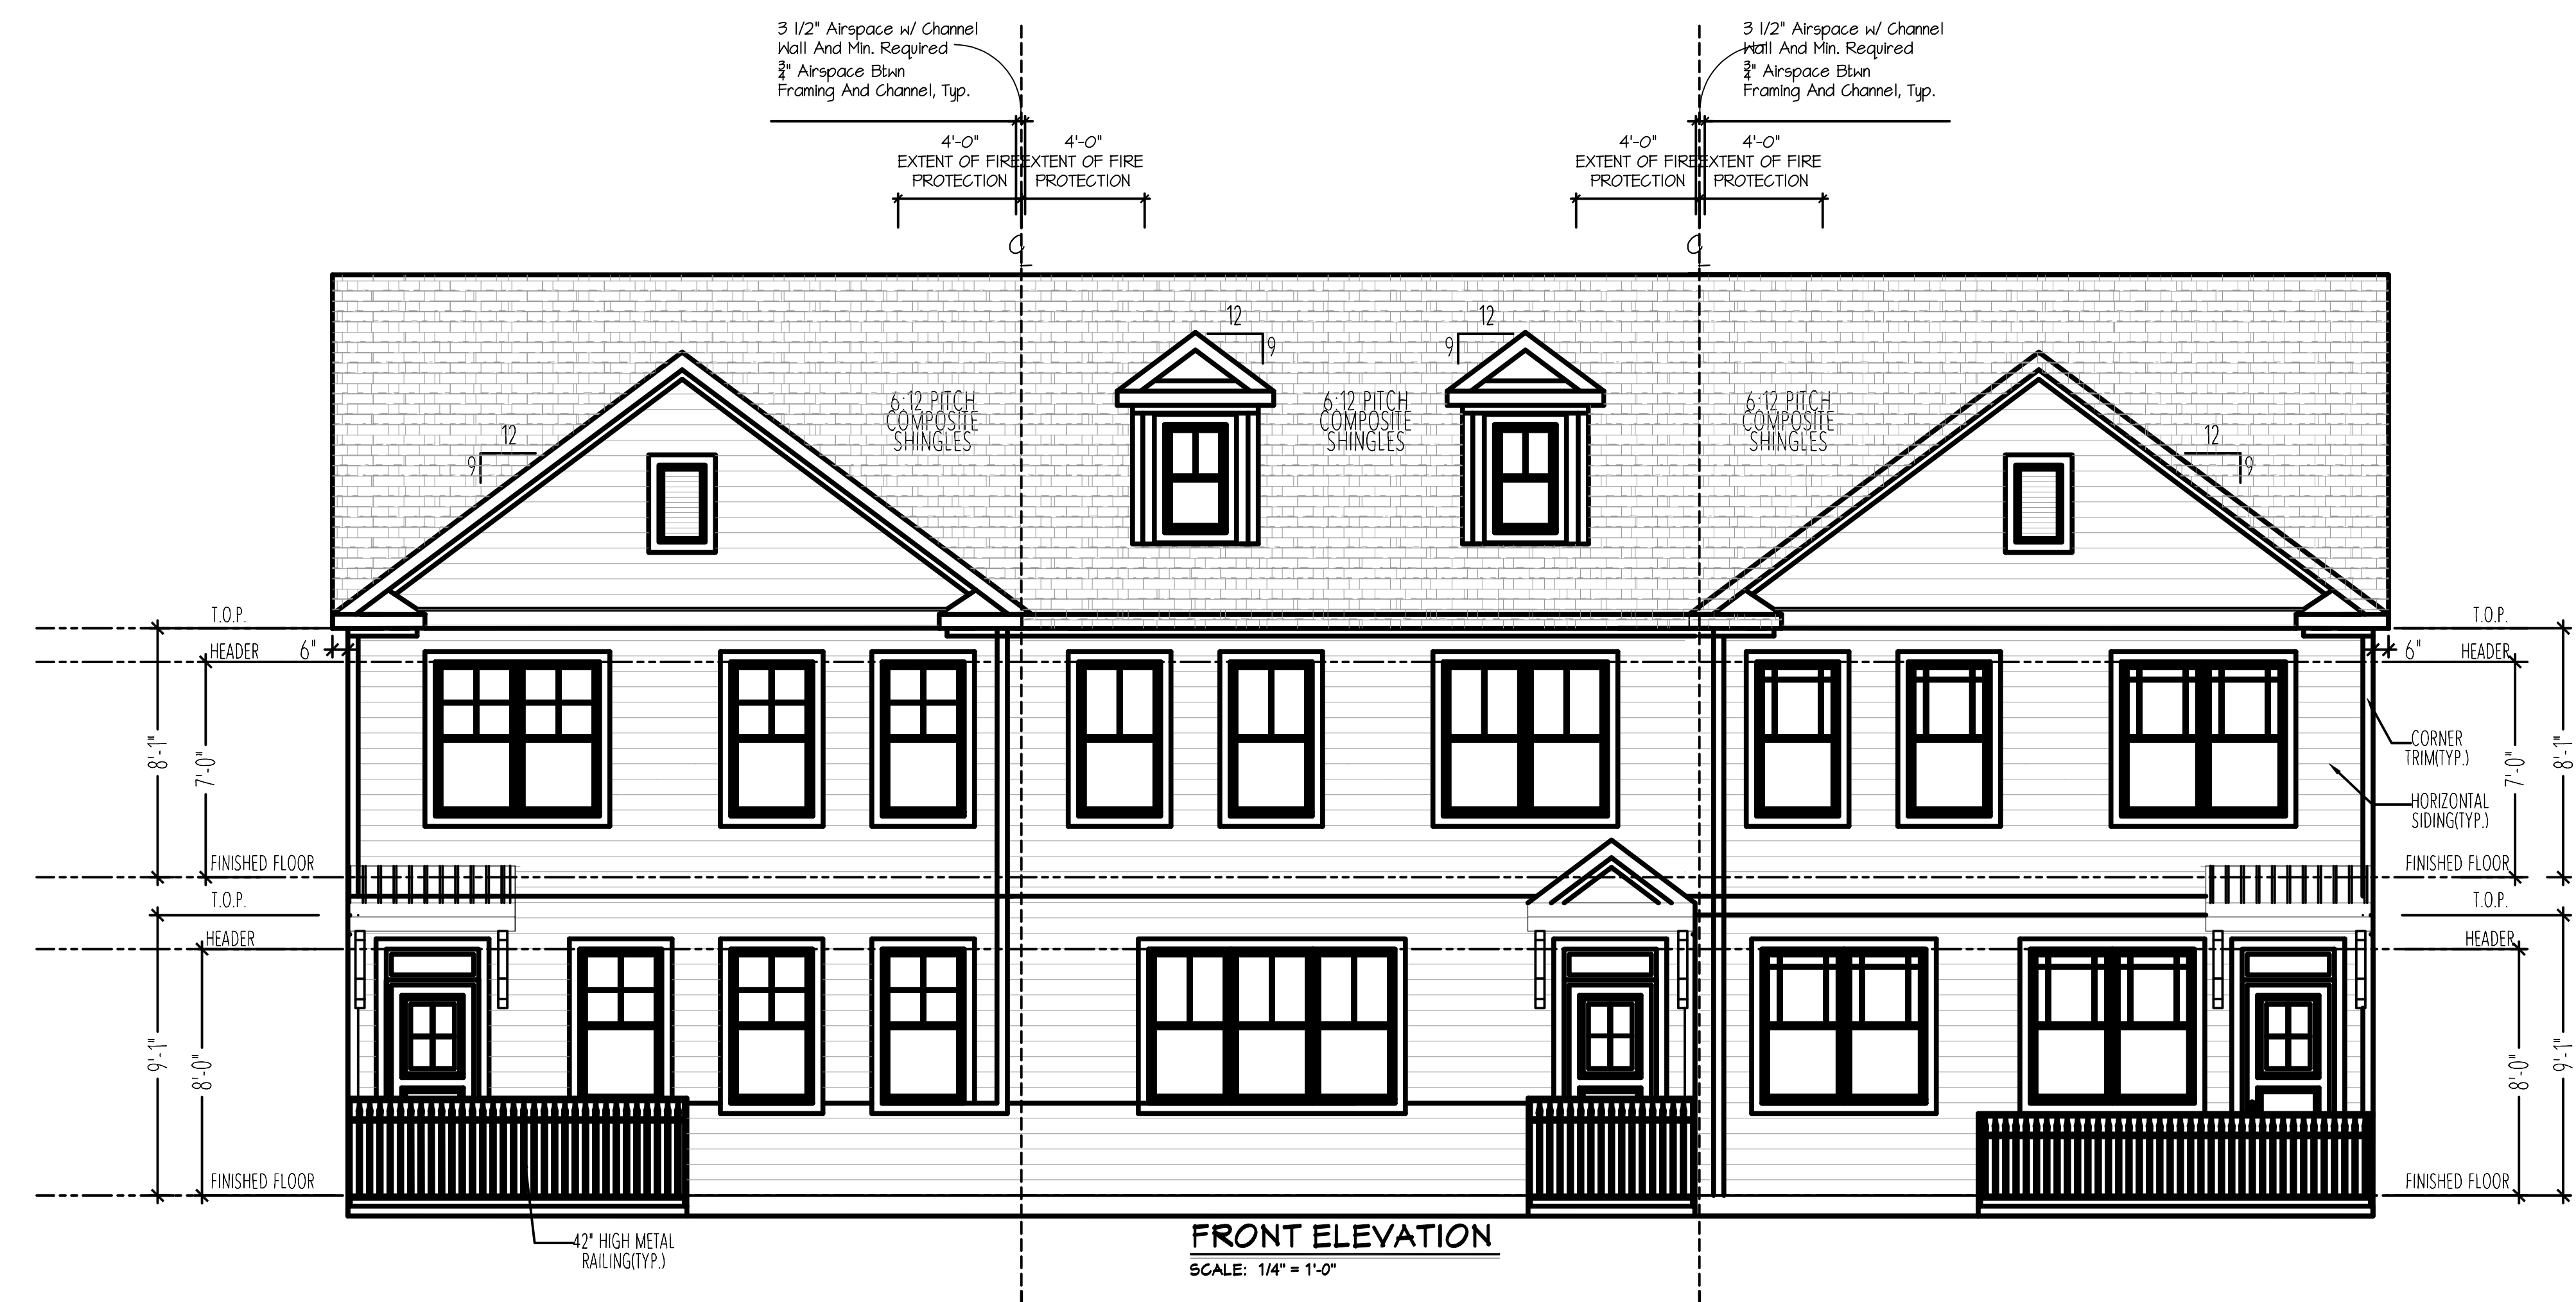 3 1/2" Airspace w/ Channel
Wall And Min. Required
3/4" Airspace Btwn
Framing And Channel, Typ.
3 1/2" Airspace w/ Channel
Wall And Min. Required
3/4" Airspace Btwn
Framing And Channel, Typ.
4'-0"
EXTENT OF FIRE
PROTECTION
4'-0"
EXTENT OF FIRE
PROTECTION
4'-0"
EXTENT OF FIRE
PROTECTION
4'-0"
EXTENT OF FIRE
PROTECTION
CL
CL
12
9
12
9
6:12 PITCH
COMPOSITE
SHINGLES
6:12 PITCH
COMPOSITE
SHINGLES
6:12 PITCH
COMPOSITE
SHINGLES
12
9
12
9
T.O.P.
HEADER
6"
8'-1"
7'-0"
FINISHED FLOOR
T.O.P.
HEADER
9'-1"
8'-0"
FINISHED FLOOR
T.O.P.
6"
HEADER
CORNER
TRIM(TYP.)
7'-0"
8'-1"
HORIZONTAL
SIDING(TYP.)
FINISHED FLOOR
T.O.P.
HEADER
8'-0"
9'-1"
FINISHED FLOOR
42" HIGH METAL
RAILING(TYP.)
FRONT ELEVATION
SCALE: 1/4" = 1'-0"